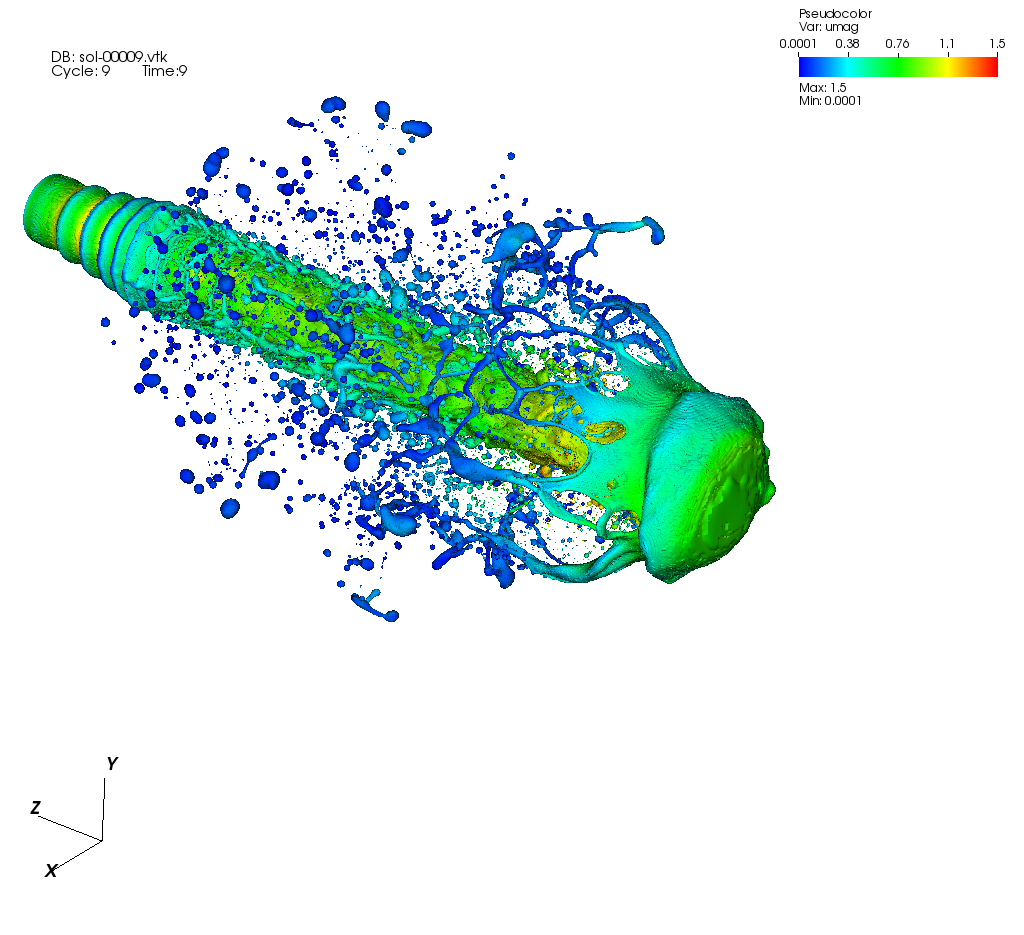 Pseudocolor
Var: umag
0.0001 0.38 0.76 1.1 1.5
Max: 1.5
Min: 0.0001
DB: sol-00009.vtk
Cycle: 9 Time:9
Y
Z
X